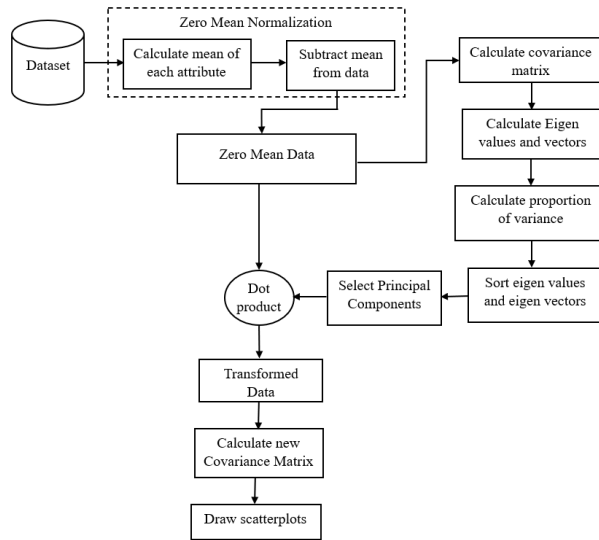 Zero Mean Normalization
Dataset
Calculate mean of
each attribute
Subtract mean
from data
Calculate covariance
matrix
Zero Mean Data
Calculate Eigen
values and vectors
Calculate proportion
of variance
Dot
product
Select Principal
Components
Sort eigen values
and eigen vectors
Transformed
Data
Calculate new
Covariance Matrix
Draw scatterplots